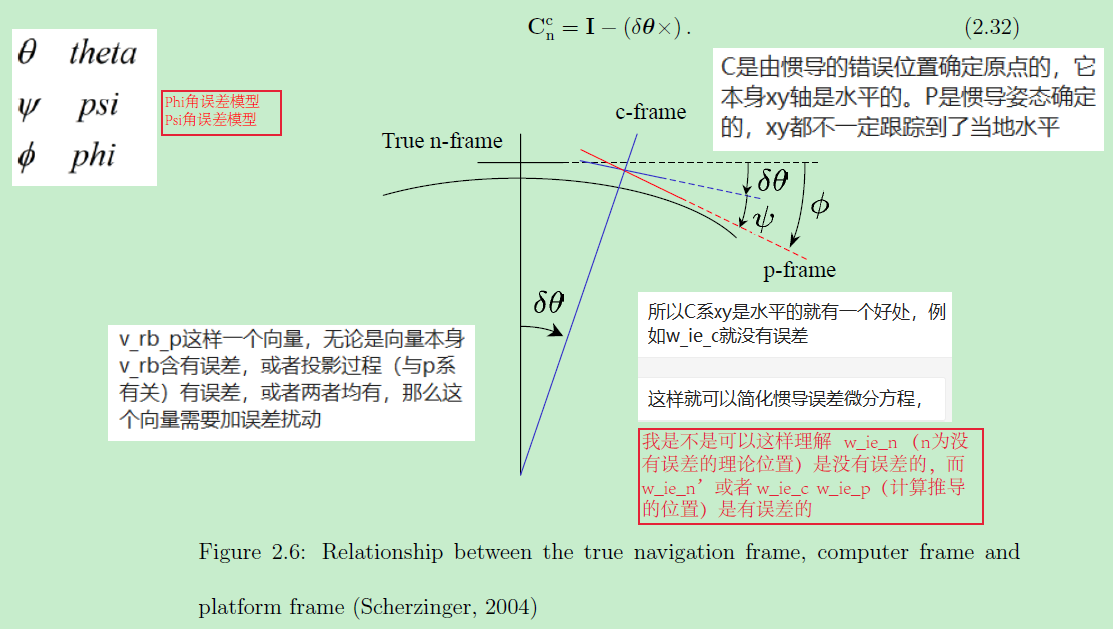 C_n^c = I − (δθ×) . (2.32)
θ theta
ψ psi
ϕ phi
Phi角误差模型
Psi角误差模型
C是由惯导的错误位置确定原点的，它
本身xy轴是水平的。P是惯导姿态确定
的，xy都不一定跟踪到了当地水平
c-frame
True n-frame
δθ
ψ
ϕ
p-frame
δθ
v_rb_p这样一个向量，无论是向量本身
v_rb含有误差，或者投影过程（与p系
有关）有误差，或者两者均有，那么这
个向量需要加误差扰动
所以C系xy是水平的就有一个好处，例
如w_ie_c就没有误差
这样就可以简化惯导误差微分方程，
我是不是可以这样理解 w_ie_n（n为没
有误差的理论位置）是没有误差的，而
w_ie_n’或者 w_ie_c w_ie_p（计算推导
的位置）是有误差的
Figure 2.6: Relationship between the true navigation frame, computer frame and
platform frame (Scherzinger, 2004)